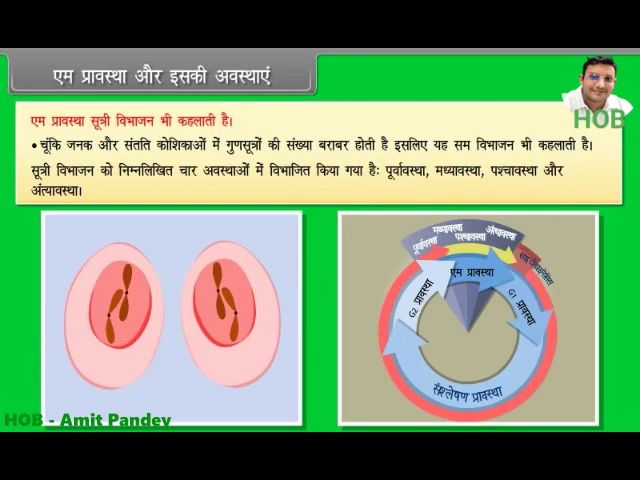 एम प्रावस्था और इसकी अवस्थाएं
HOB
एम प्रावस्था सूत्री विभाजन भी कहलाता है।
• चूंकि जनक और संतति कोशिकाओं में गुणसूत्रों की संख्या बराबर होती है इसलिए यह सम विभाजन भी कहलाता है।
सूत्री विभाजन को निम्नलिखित चार अवस्थाओं में विभाजित किया गया है: पूर्वावस्था, मध्यावस्था, पश्चावस्था और
अंत्यावस्था।
मध्यावस्था
अंत्यावस्था
पूर्वावस्था
पश्चावस्था
एम प्रावस्था
G2 प्रावस्था
G1 प्रावस्था
संश्लेषण प्रावस्था
HOB - Amit Pandey